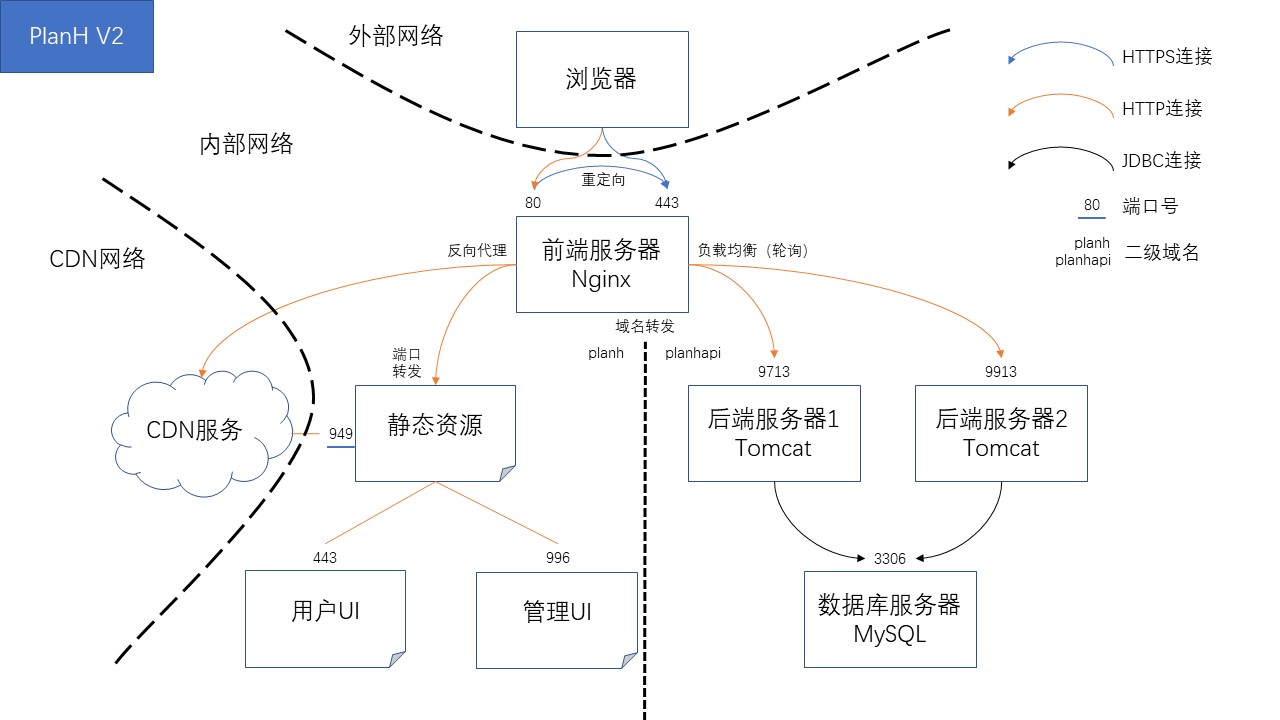 PlanH V2
外部网络
浏览器
HTTPS连接
HTTP连接
内部网络
JDBC连接
重定向
80
443
80
端口号
CDN网络
反向代理
前端服务器
Nginx
负载均衡（轮询）
planh
planhapi
二级域名
域名转发
planh
planhapi
端口
转发
9713
9913
CDN服务
949
静态资源
后端服务器1
Tomcat
后端服务器2
Tomcat
443
996
3306
用户UI
管理UI
数据库服务器
MySQL